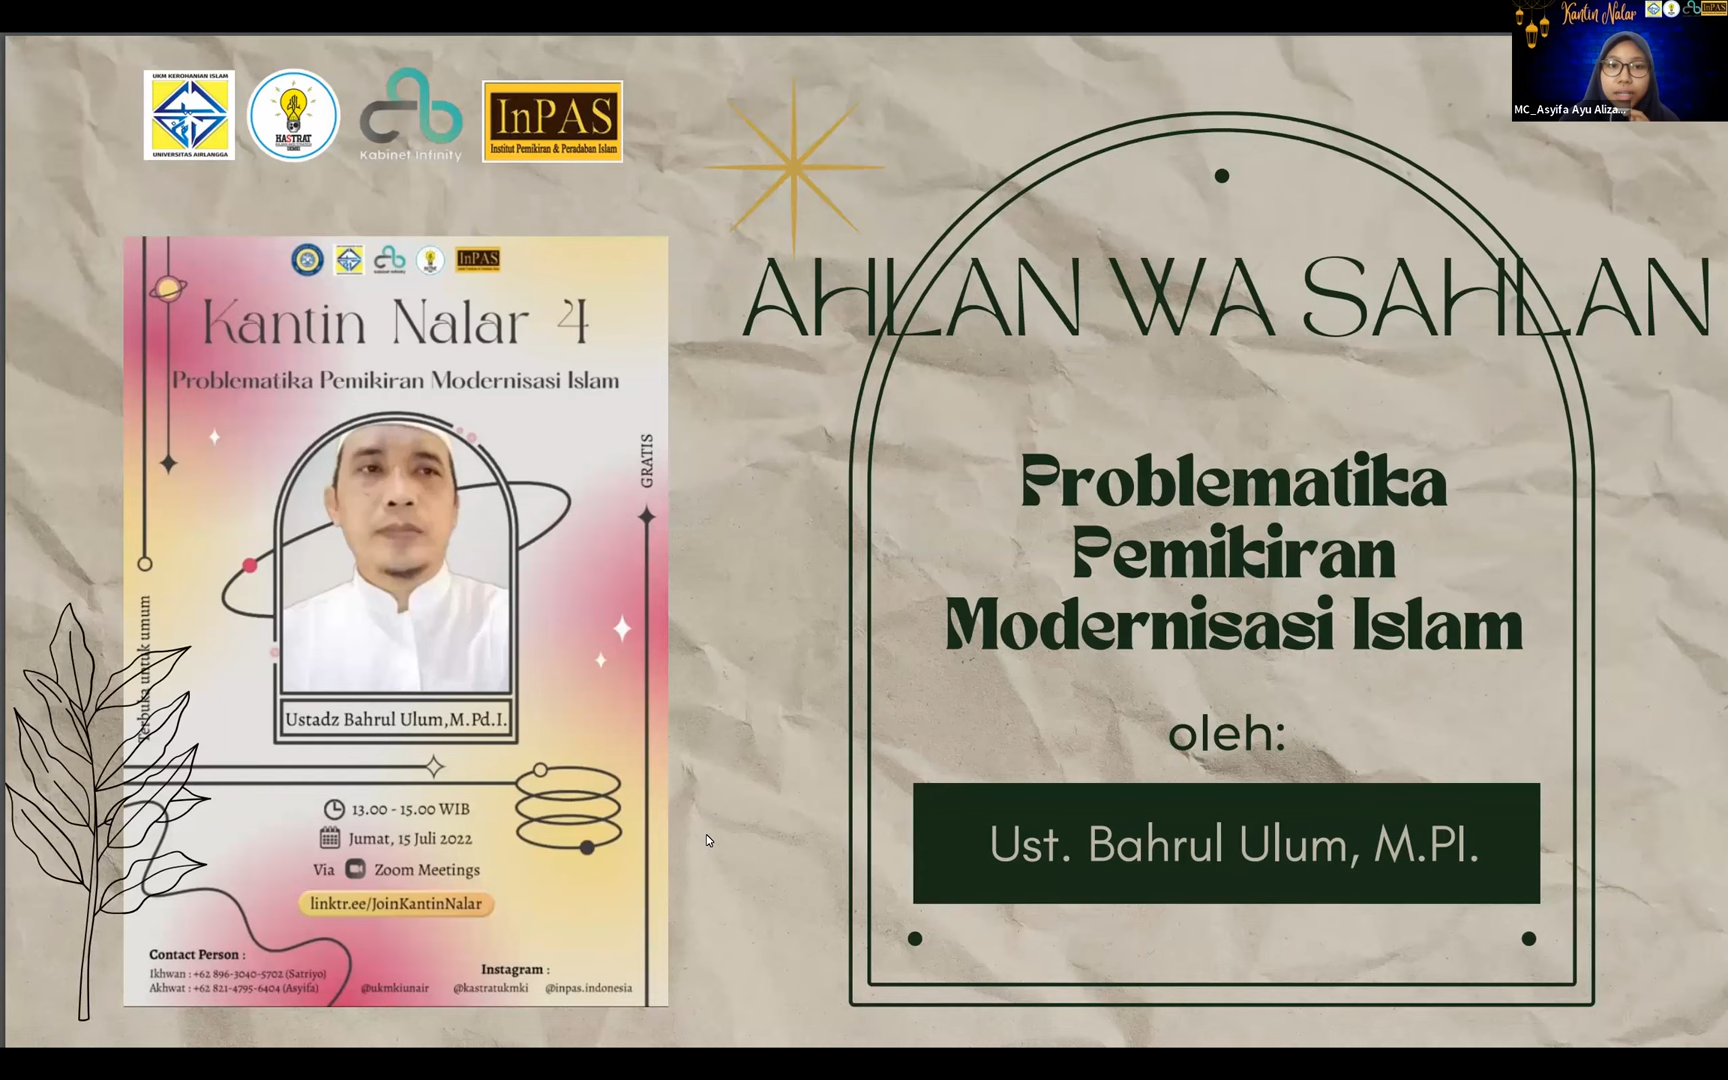 UKM KEROHANIAN ISLAM
UNIVERSITAS AIRLANGGA
HASTRAT
Kabinet Infinity
InPAS
Institut Pemikiran & Peradaban Islam
Kantin Nalar
InPAS
MC_Asyifa Ayu Aliza...
InPAS
Kantin Nalar 4
Problematika Pemikiran Modernisasi Islam
GRATIS
Terbuka untuk umum
Ustadz Bahrul Ulum,M.Pd.I.
13.00 - 15.00 WIB
Jumat, 15 Juli 2022
Via Zoom Meetings
linktr.ee/JoinKantinNalar
Contact Person :
Ikhwan : +62 896-3040-5702 (Satriyo)
Akhwat : +62 821-4795-6404 (Asyifa)
Instagram :
@ukmkiunair @kastratukmki @inpas.indonesia
AHLAN WA SAHLAN
Problematika
Pemikiran
Modernisasi Islam
oleh:
Ust. Bahrul Ulum, M.PI.